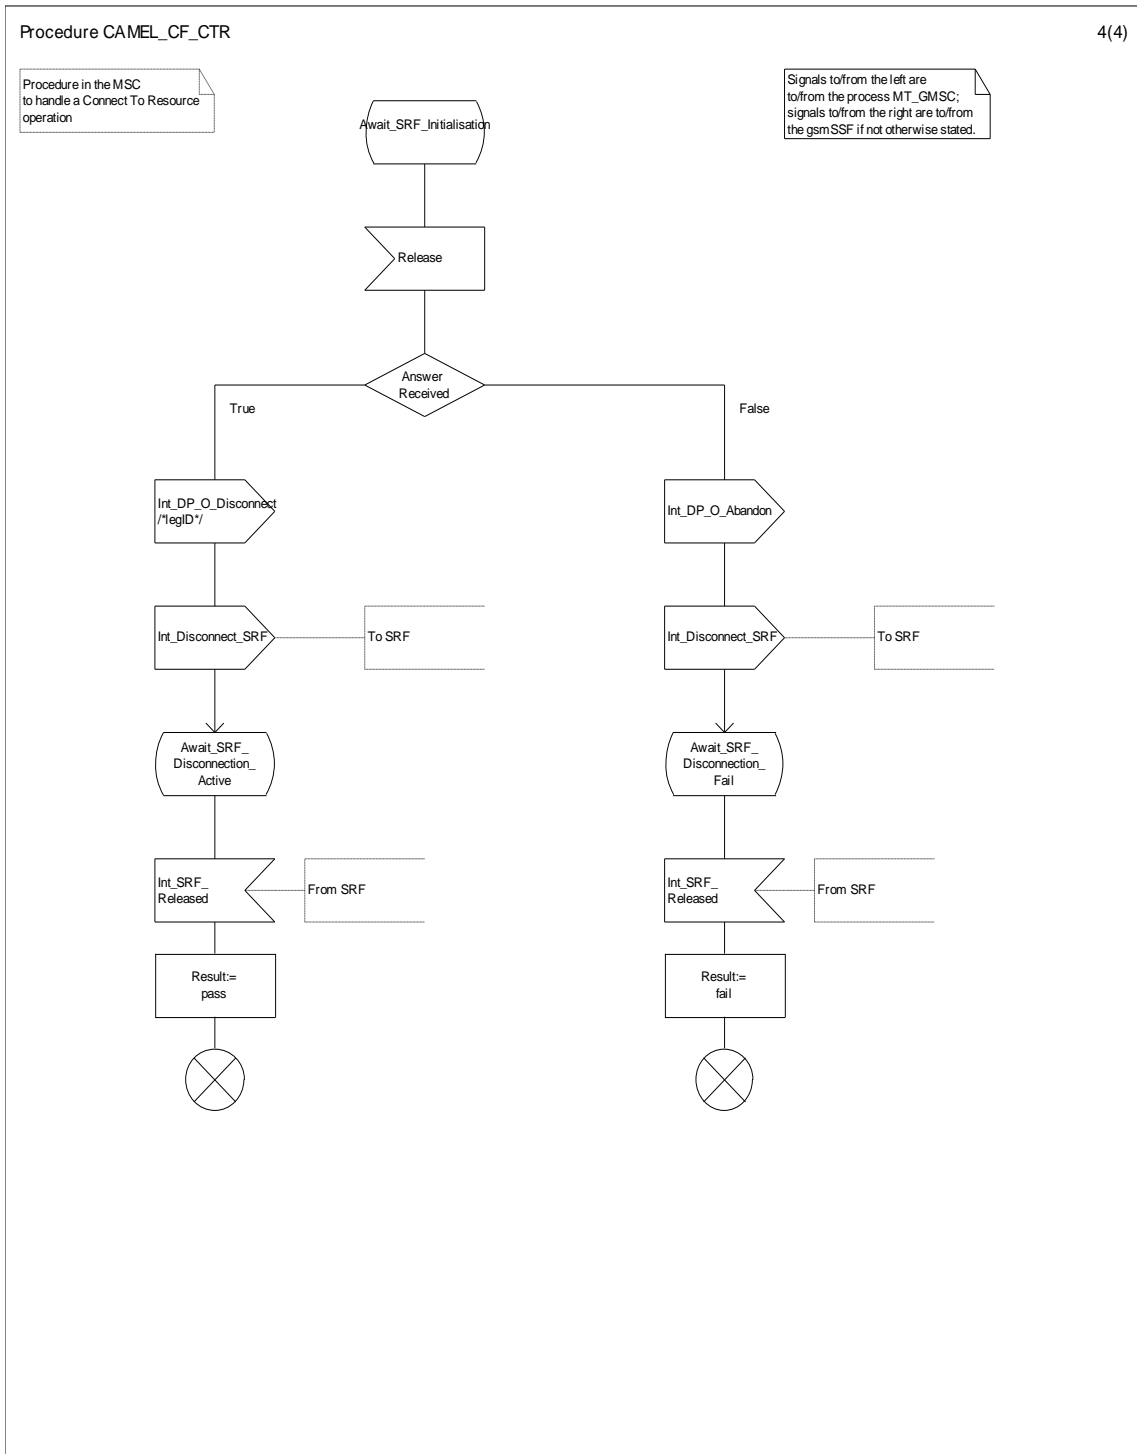 Procedure CAMEL_CF_CTR
4(4)
Procedure in the MSC
to handle a Connect To Resource
operation
Signals to/from the left are
to/from the process MT_GMSC;
signals to/from the right are to/from
the gsmSSF if not otherwise stated.
Await_SRF_Initialisation
Release
Answer
Received
True
False
Int_DP_O_Disconnect
/*legID*/
Int_DP_O_Abandon
Int_Disconnect_SRF
To SRF
Int_Disconnect_SRF
To SRF
Await_SRF_
Disconnection_
Active
Await_SRF_
Disconnection_
Fail
Int_SRF_
Released
From SRF
Int_SRF_
Released
From SRF
Result:=
pass
Result:=
fail